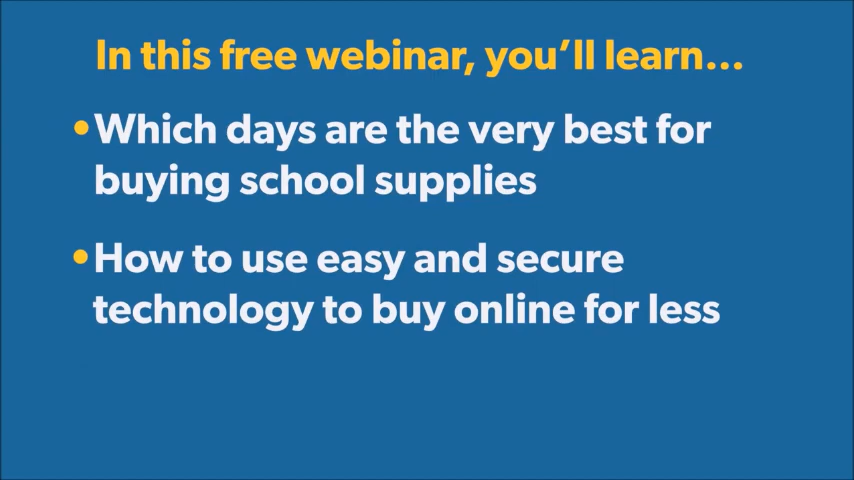 In this free webinar, you’ll learn...
•Which days are the very best for
buying school supplies
•How to use easy and secure
technology to buy online for less